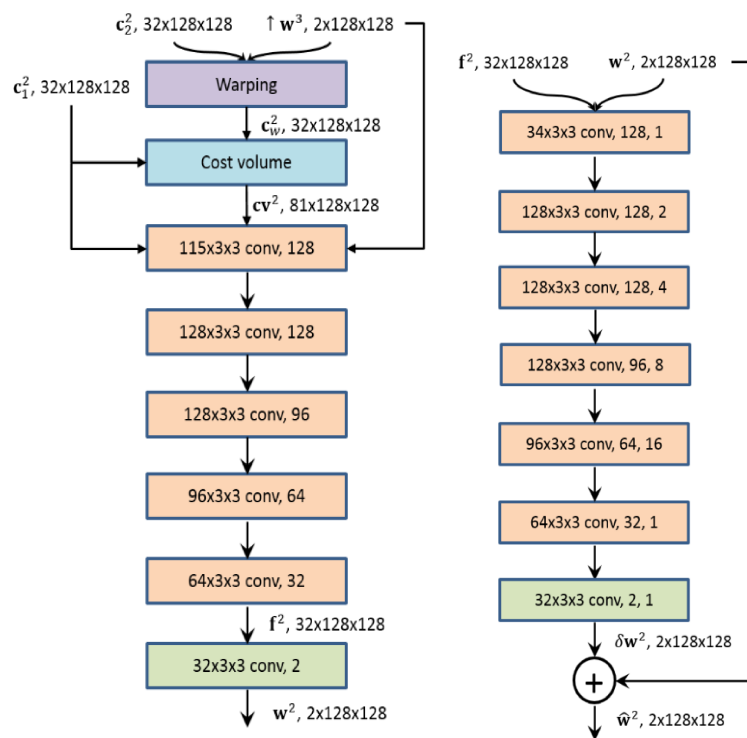 c₂², 32x128x128
↑ w³, 2x128x128
c₁², 32x128x128
Warping
c_w², 32x128x128
Cost volume
cv², 81x128x128
115x3x3 conv, 128
128x3x3 conv, 128
128x3x3 conv, 96
96x3x3 conv, 64
64x3x3 conv, 32
f², 32x128x128
32x3x3 conv, 2
w², 2x128x128
f², 32x128x128
w², 2x128x128
34x3x3 conv, 128, 1
128x3x3 conv, 128, 2
128x3x3 conv, 128, 4
128x3x3 conv, 96, 8
96x3x3 conv, 64, 16
64x3x3 conv, 32, 1
32x3x3 conv, 2, 1
δw², 2x128x128
+
ŵ², 2x128x128